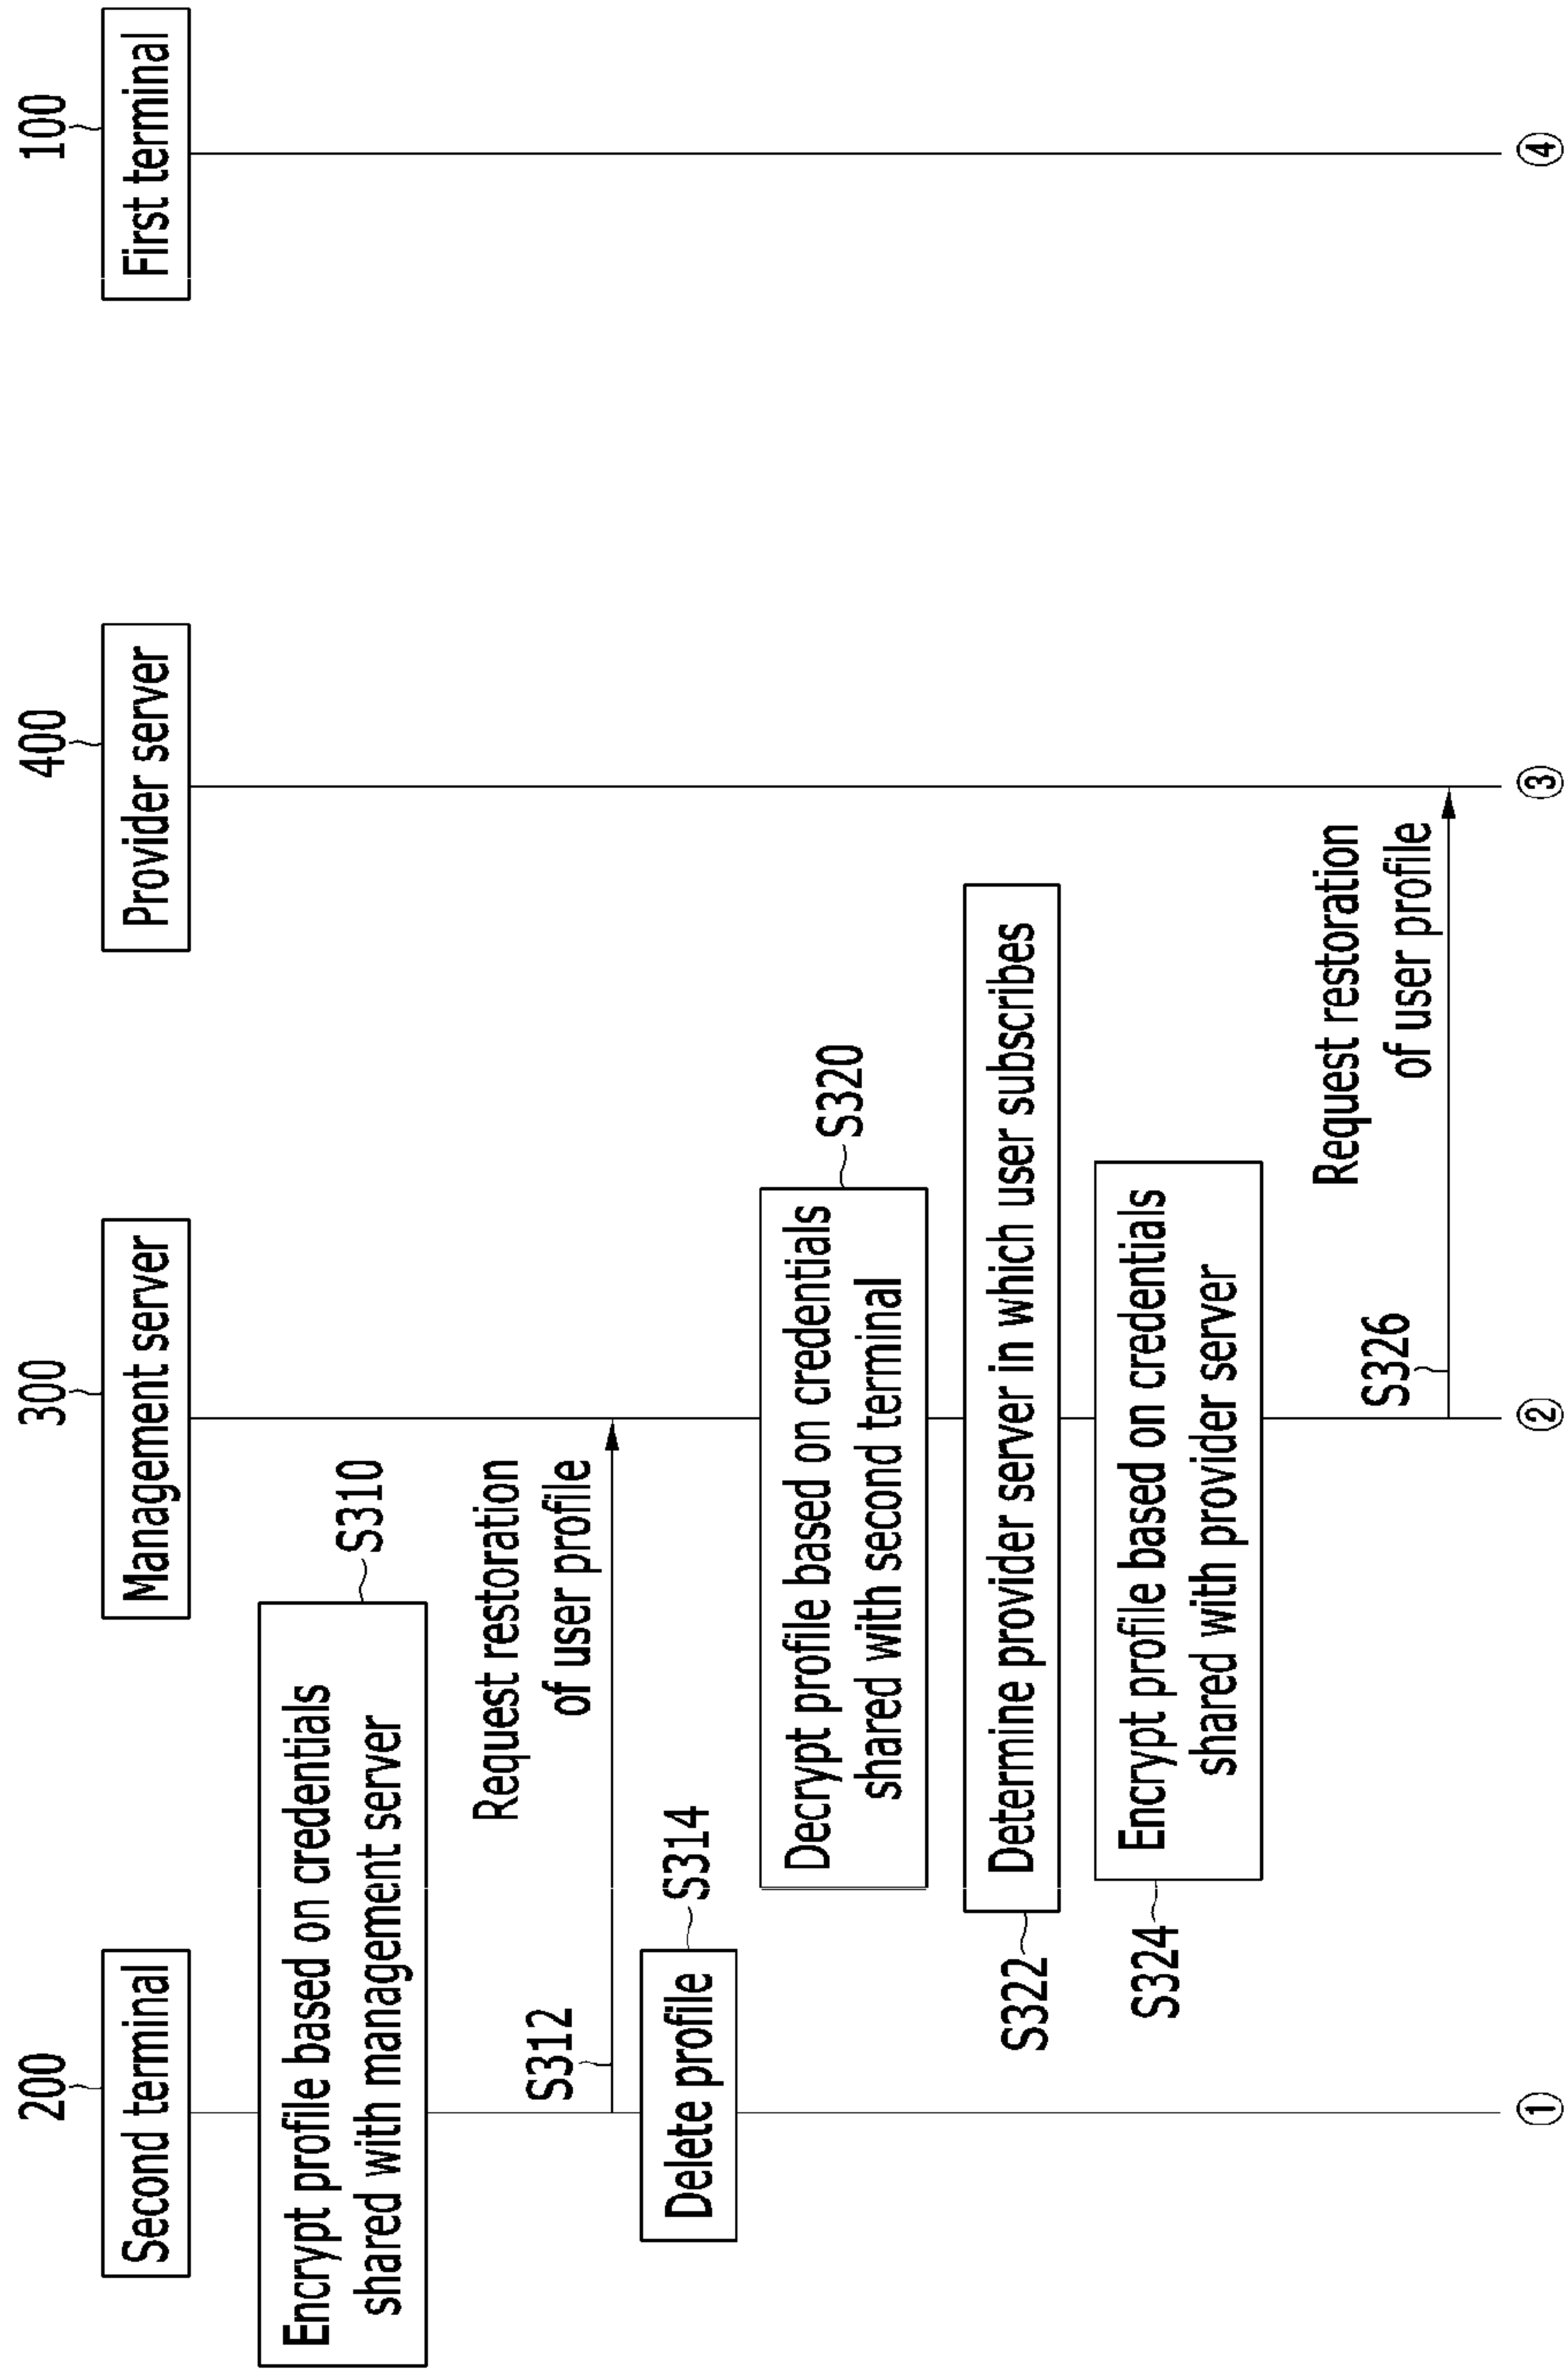 200
300
400
100
Second terminal
Management server
Provider server
First terminal
S310
Encrypt profile based on credentials
shared with management server
Request restoration
of user profile
S312
Delete profile
S314
S320
Decrypt profile based on credentials
shared with second terminal
Determine provider server in which user subscribes
S322
Encrypt profile based on credentials
shared with provider server
S324
Request restoration
of user profile
S326
①
②
③
④